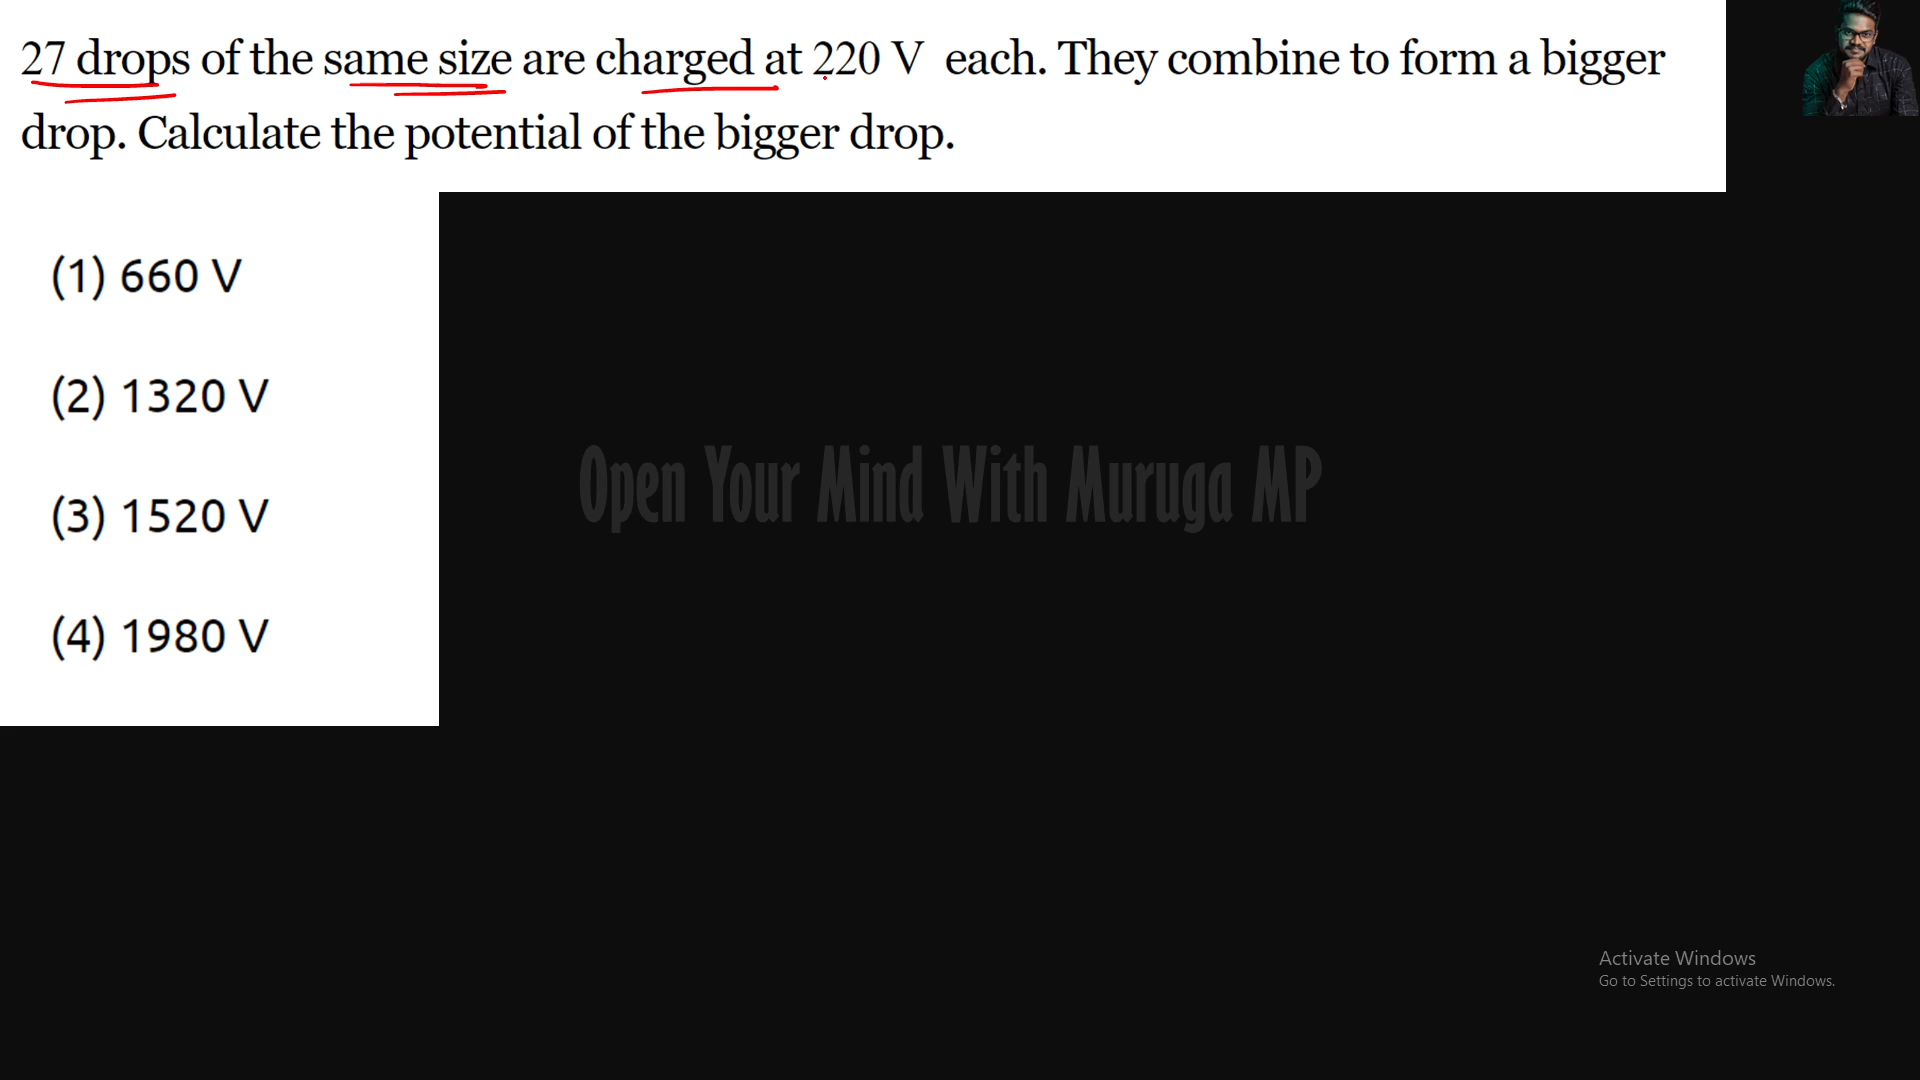 27 drops of the same size are charged at 220 V each. They combine to form a bigger
drop. Calculate the potential of the bigger drop.
(1) 660 V
(2) 1320 V
(3) 1520 V
(4) 1980 V
Open Your Mind With Muruga MP
Activate Windows
Go to Settings to activate Windows.